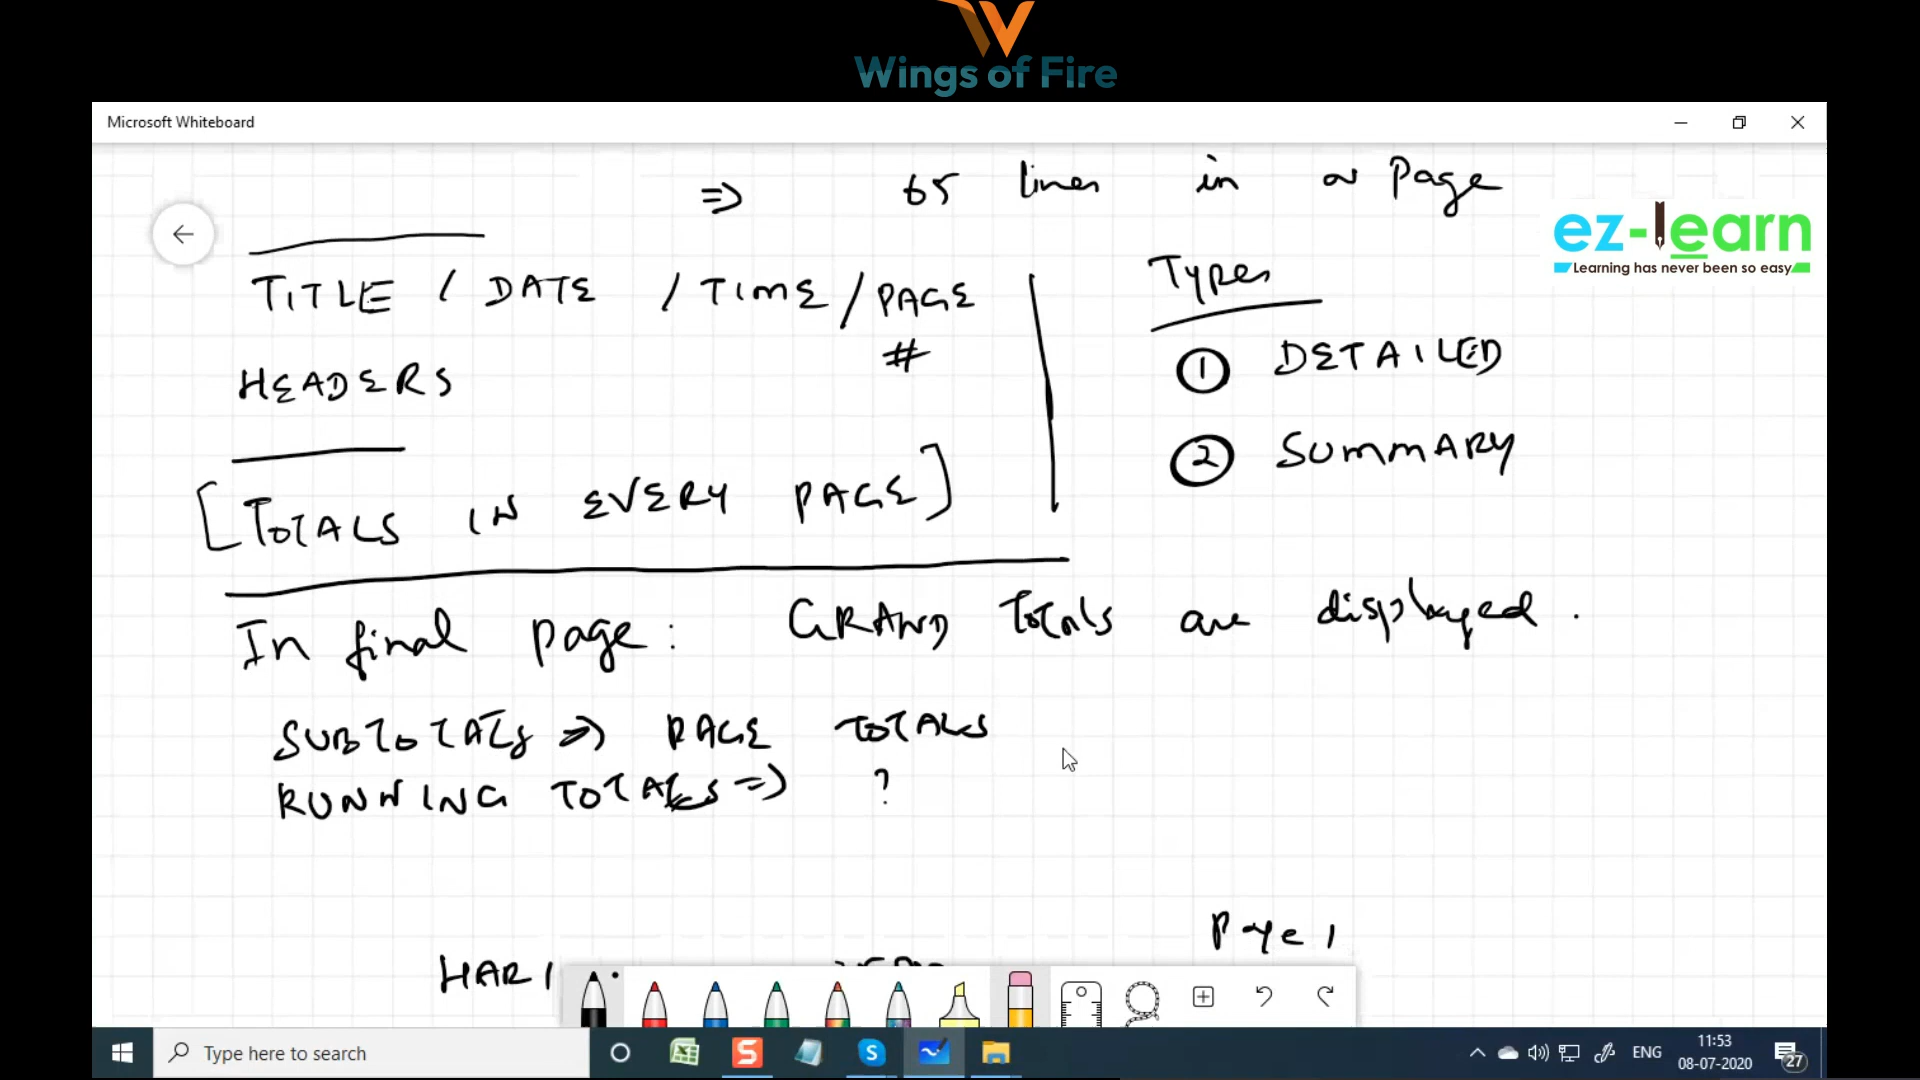 Wings of Fire
Microsoft Whiteboard
=> 65 lines in a Page
ez-learn
Learning has never been so easy
TITLE / DATE / TIME / PAGE #
HEADERS
[TOTALS IN EVERY PAGE]
Types
① DETAILED
② SUMMARY
In final page: GRAND Totals are displayed.
SUBTOTALS => PAGE TOTALS
RUNNING TOTALS => ?
Page 1
HARI
Type here to search
ENG
11:53
08-07-2020
27